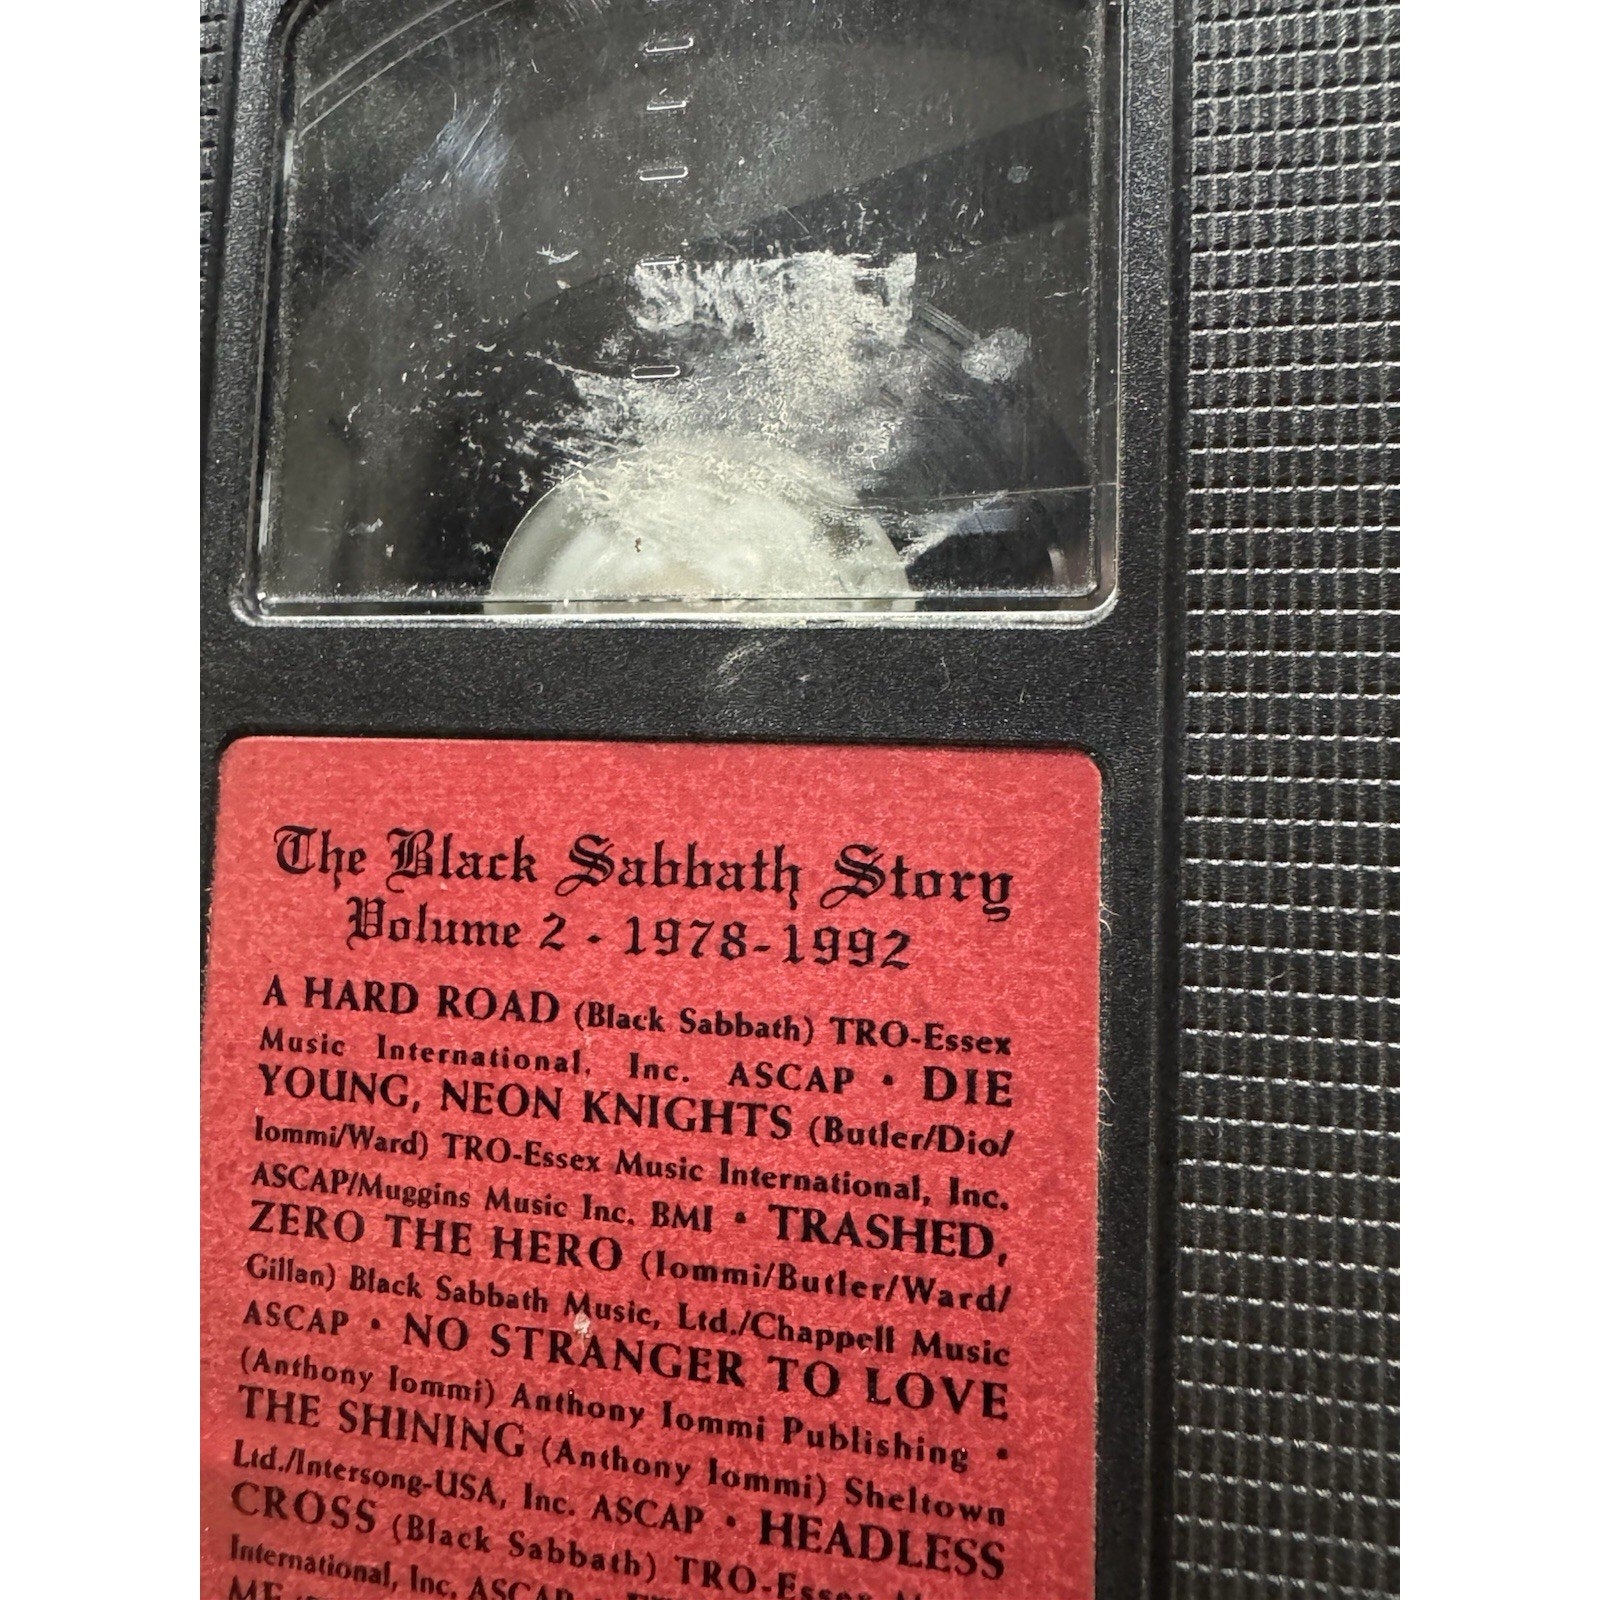 The Black Sabbath Story
Volume 2 - 1978-1992
A HARD ROAD (Black Sabbath) TRO-Essex
Music International, Inc. ASCAP • DIE
YOUNG, NEON KNIGHTS (Butler/Dio/
Iommi/Ward) TRO-Essex Music International, Inc.
ASCAP/Muggins Music Inc. BMI • TRASHED,
ZERO THE HERO (Iommi/Butler/Ward/
Gillan) Black Sabbath Music, Ltd./Chappell Music
ASCAP • NO STRANGER TO LOVE
(Anthony Iommi) Anthony Iommi Publishing •
THE SHINING (Anthony Iommi) Sheltown
Ltd./Intersong-USA, Inc. ASCAP • HEADLESS
CROSS (Black Sabbath) TRO-Essex
International, Inc. ASCAP •
ME